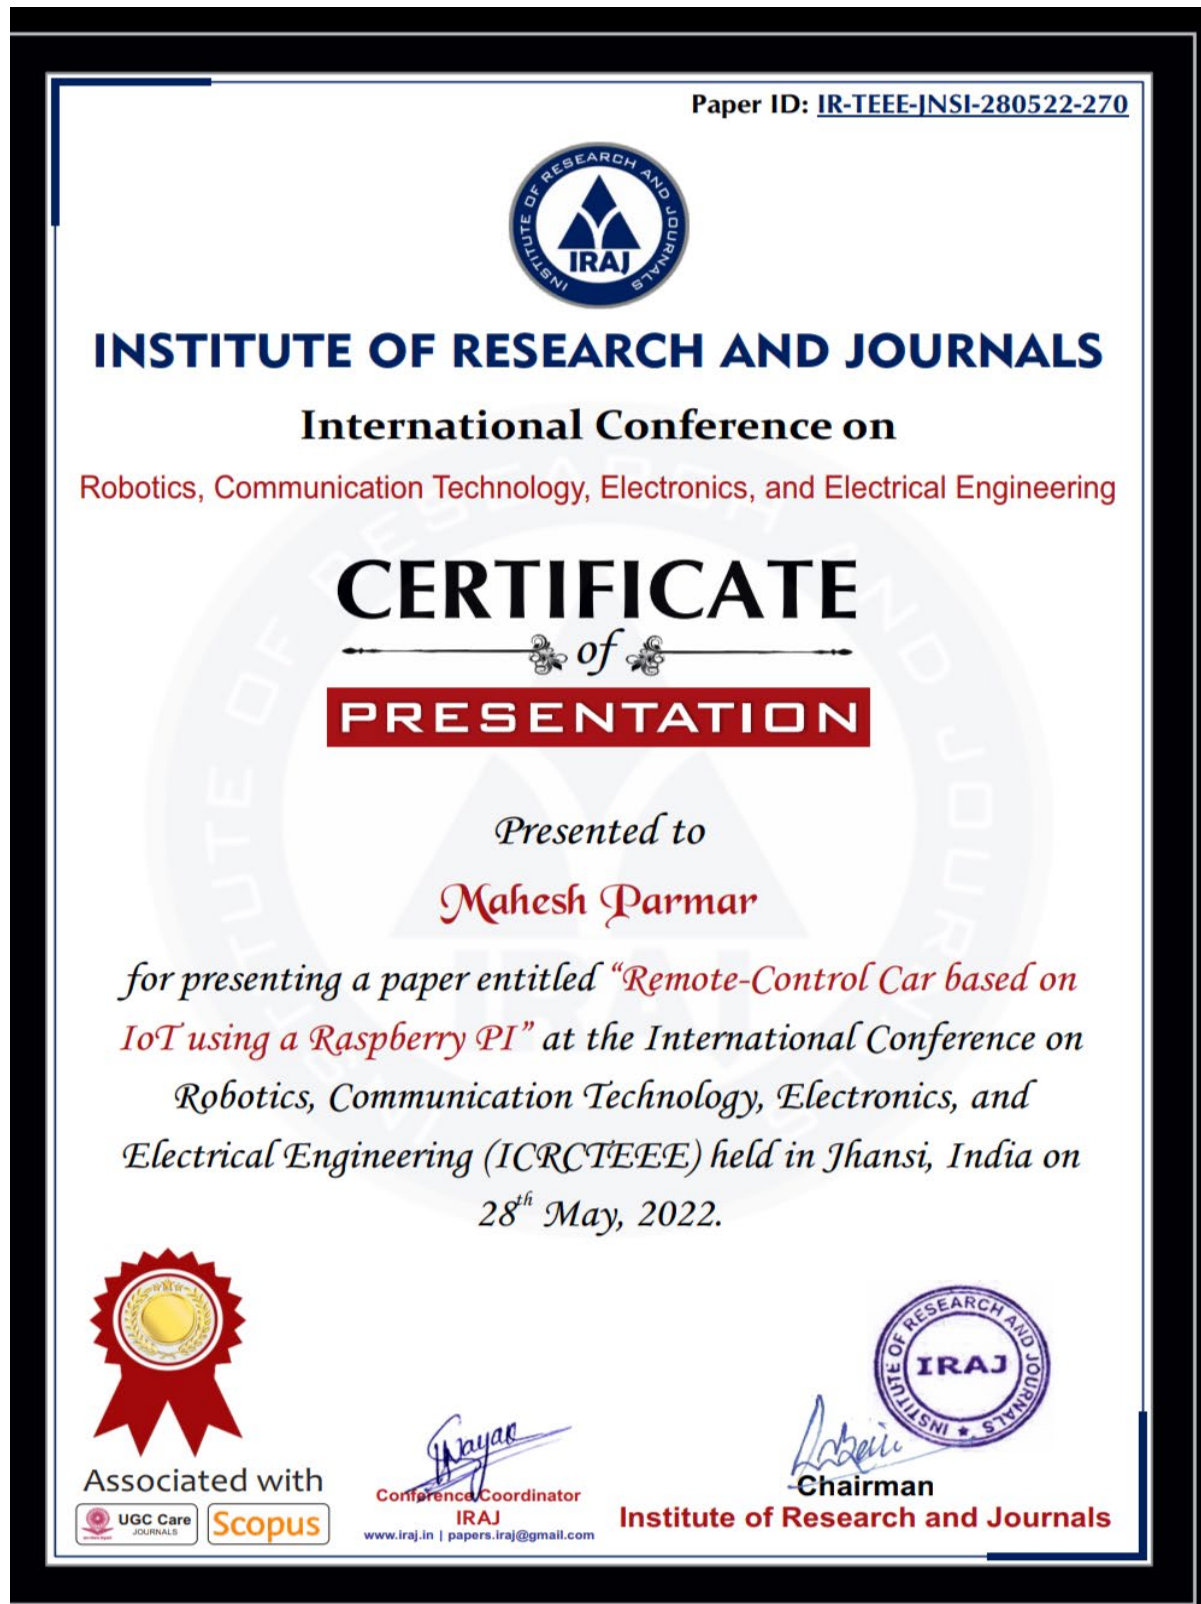 Paper ID: IR-TEEE-JNSI-280522-270
INSTITUTE OF RESEARCH AND JOURNALS
IRAJ
INSTITUTE OF RESEARCH AND JOURNALS
International Conference on
Robotics, Communication Technology, Electronics, and Electrical Engineering
CERTIFICATE
of
PRESENTATION
Presented to
Mahesh Parmar
for presenting a paper entitled “Remote-Control Car based on
IoT using a Raspberry PI” at the International Conference on
Robotics, Communication Technology, Electronics, and
Electrical Engineering (ICRCTEEE) held in Jhansi, India on
28th May, 2022.
INSTITUTE OF RESEARCH AND JOURNALS
IRAJ
Associated with
UGC Care
JOURNALS
Scopus
Conference Coordinator
IRAJ
www.iraj.in | papers.iraj@gmail.com
Chairman
Institute of Research and Journals